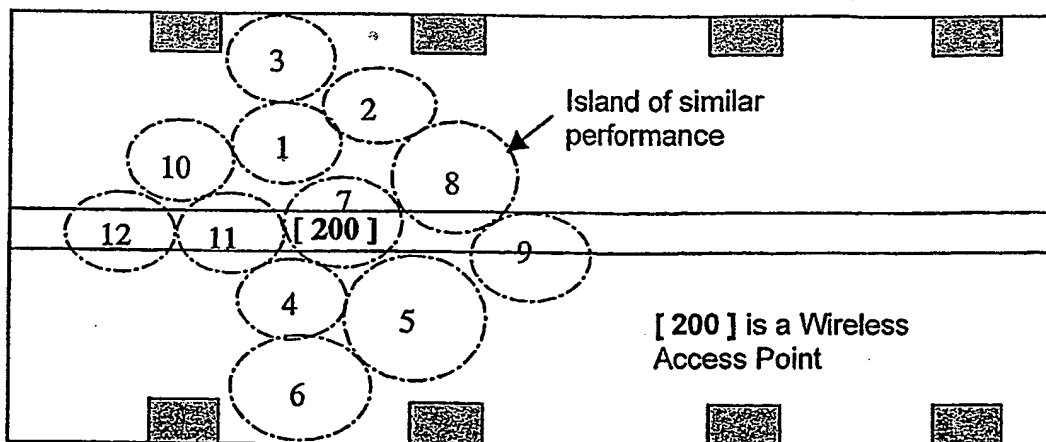 3
2
Island of similar
performance
1
10
8
7
12
11
[ 200 ]
9
4
5
[ 200 ] is a Wireless
Access Point
6